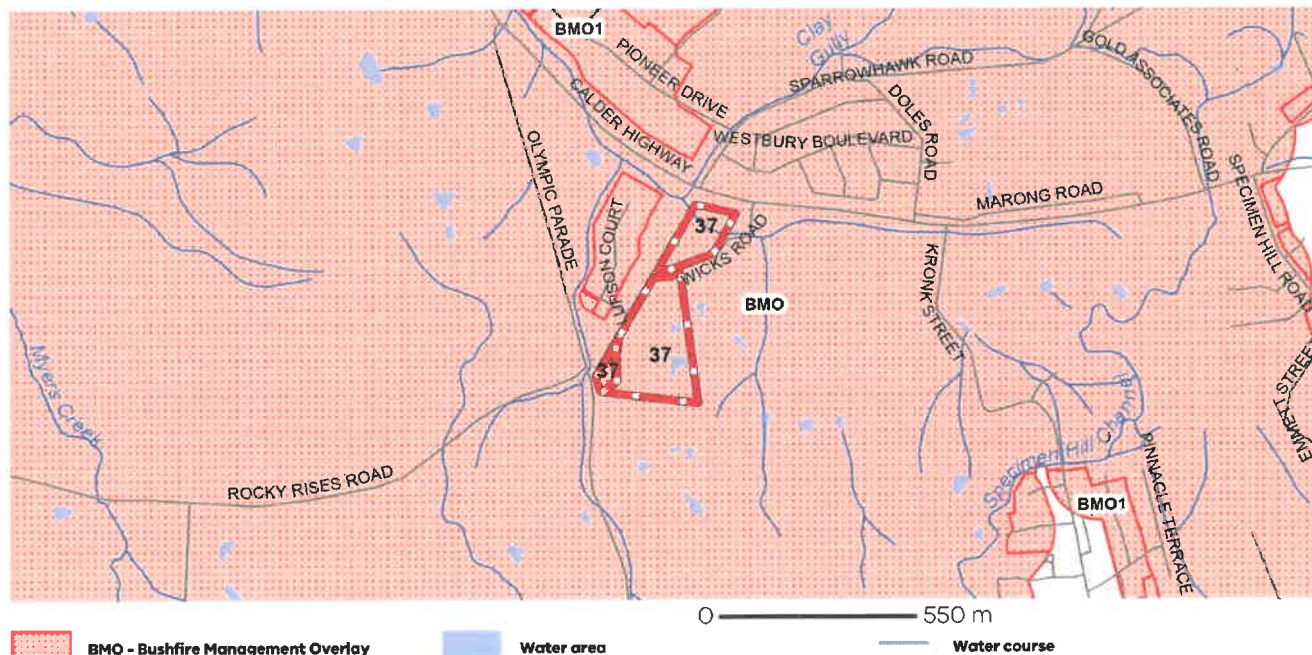 BMO1
Clay
Gully
PIONEER DRIVE
SPARROWHAWK ROAD
GOLD ASSOCIATES ROAD
CALDER HIGHWAY
DOLES ROAD
WESTBURY BOULEVARD
OLYMPIC PARADE
MARONG ROAD
SPECIMEN HILL ROAD
37
WICKS ROAD
KRONK STREET
BMO
37
37
Myers Creek
EMMETT STREET
Specimen Hill Channel
PINNACLE TERRACE
ROCKY RISES ROAD
BMO1
0 550 m
BMO - Bushfire Management Overlay
Water area
Water course